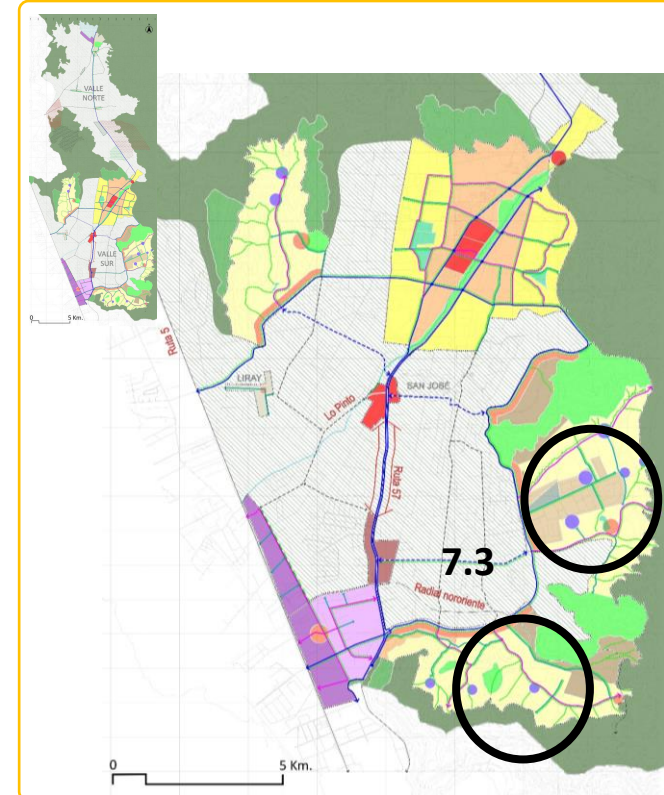 VALLE
NORTE
VALLE
SUR
0
5 Km.
Ruta 5
LIRAY
SAN JOSÉ
Lo Pinto
Ruta 57
7.3
Radial nororiente
0
5 Km.